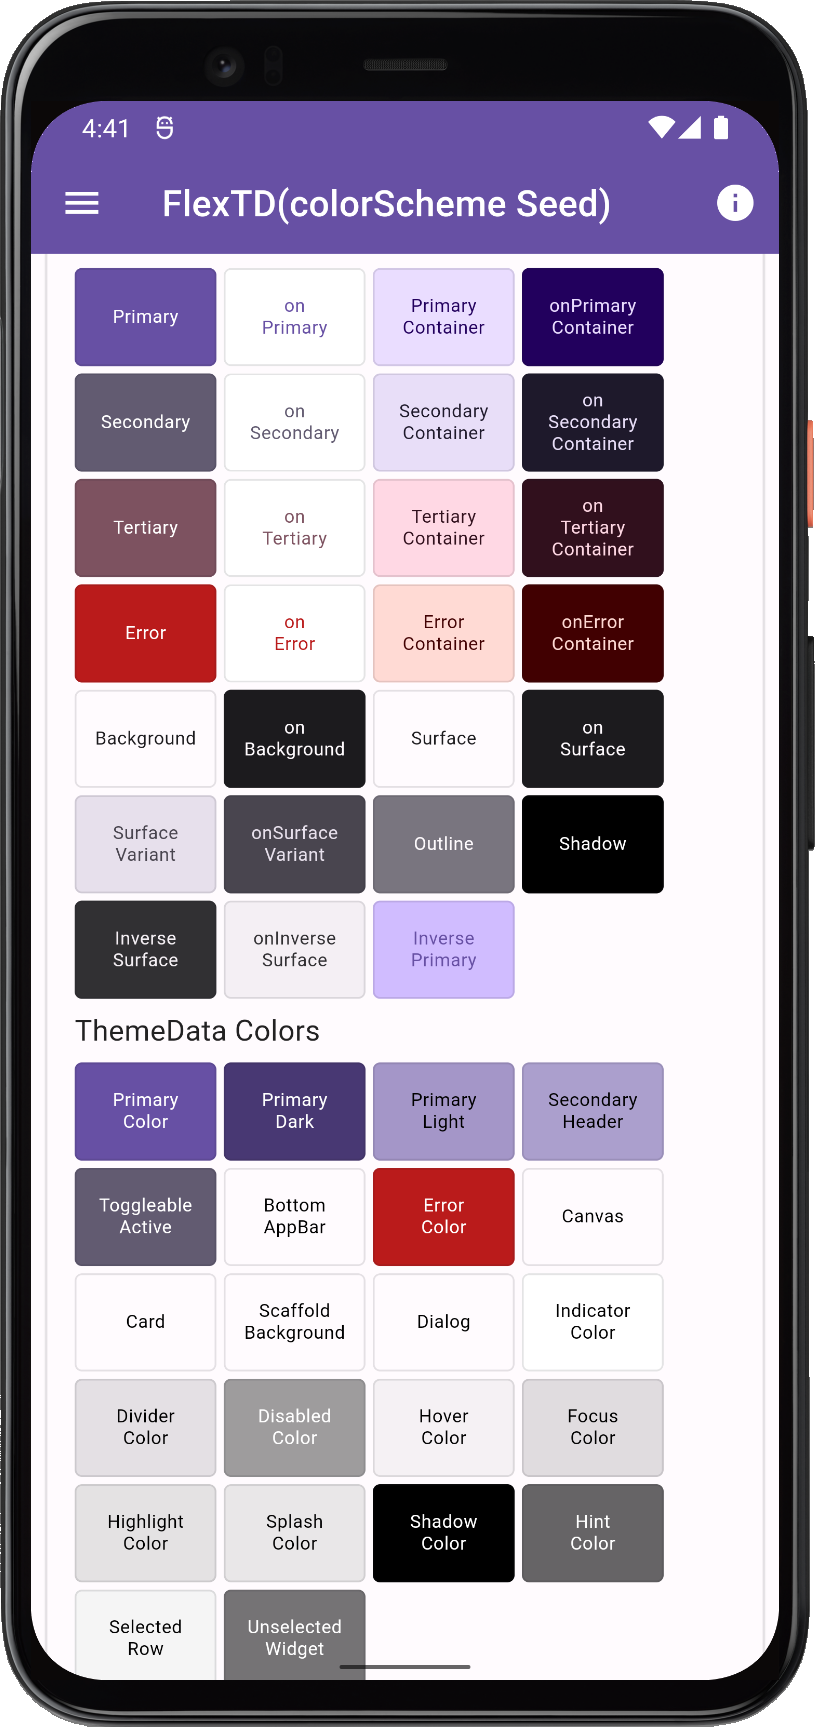 4:41
FlexTD(colorScheme Seed)
Primary
on
Primary
Primary
Container
onPrimary
Container
Secondary
on
Secondary
Secondary
Container
on
Secondary
Container
Tertiary
on
Tertiary
Tertiary
Container
on
Tertiary
Container
Error
on
Error
Error
Container
onError
Container
Background
on
Background
Surface
on
Surface
Surface
Variant
onSurface
Variant
Outline
Shadow
Inverse
Surface
onInverse
Surface
Inverse
Primary
ThemeData Colors
Primary
Color
Primary
Dark
Primary
Light
Secondary
Header
Toggleable
Active
Bottom
AppBar
Error
Color
Canvas
Card
Scaffold
Background
Dialog
Indicator
Color
Divider
Color
Disabled
Color
Hover
Color
Focus
Color
Highlight
Color
Splash
Color
Shadow
Color
Hint
Color
Selected
Row
Unselected
Widget